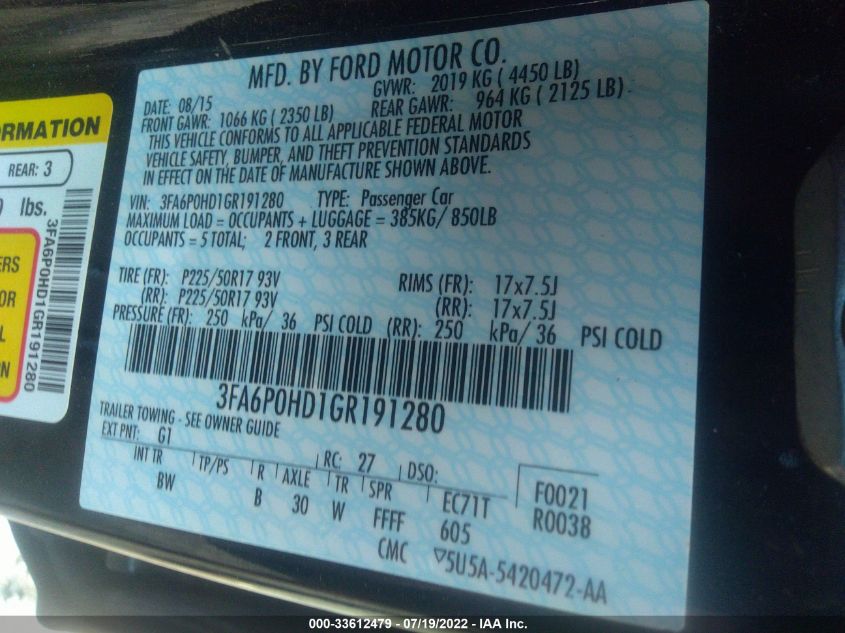 MFD. BY FORD MOTOR CO.
DATE: 08/15 GVWR: 2019 KG ( 4450 LB)
FRONT GAWR: 1066 KG ( 2350 LB) REAR GAWR: 964 KG ( 2125 LB)
THIS VEHICLE CONFORMS TO ALL APPLICABLE FEDERAL MOTOR
VEHICLE SAFETY, BUMPER, AND THEFT PREVENTION STANDARDS
IN EFFECT ON THE DATE OF MANUFACTURE SHOWN ABOVE.
VIN: 3FA6P0HD1GR191280 TYPE: Passenger Car
MAXIMUM LOAD = OCCUPANTS + LUGGAGE = 385KG/ 850LB
OCCUPANTS = 5 TOTAL; 2 FRONT, 3 REAR
TIRE (FR): P225/50R17 93V RIMS (FR): 17x7.5J
(RR): P225/50R17 93V (RR): 17x7.5J
PRESSURE (FR): 250 kPa/ 36 PSI COLD (RR): 250 kPa/ 36 PSI COLD
3FA6P0HD1GR191280
TRAILER TOWING - SEE OWNER GUIDE
EXT PNT: G1 RC: 27 DSO:
INT TR TP/PS R AXLE TR SPR EC71T F0021
BW B 30 W FFFF 605 R0038
CMC 5U5A-5420472-AA
ORMATION
REAR: 3
lbs.
3FA6P0HD1GR191280
ERS
OR
L
N
000-33612479 - 07/19/2022 - IAA Inc.